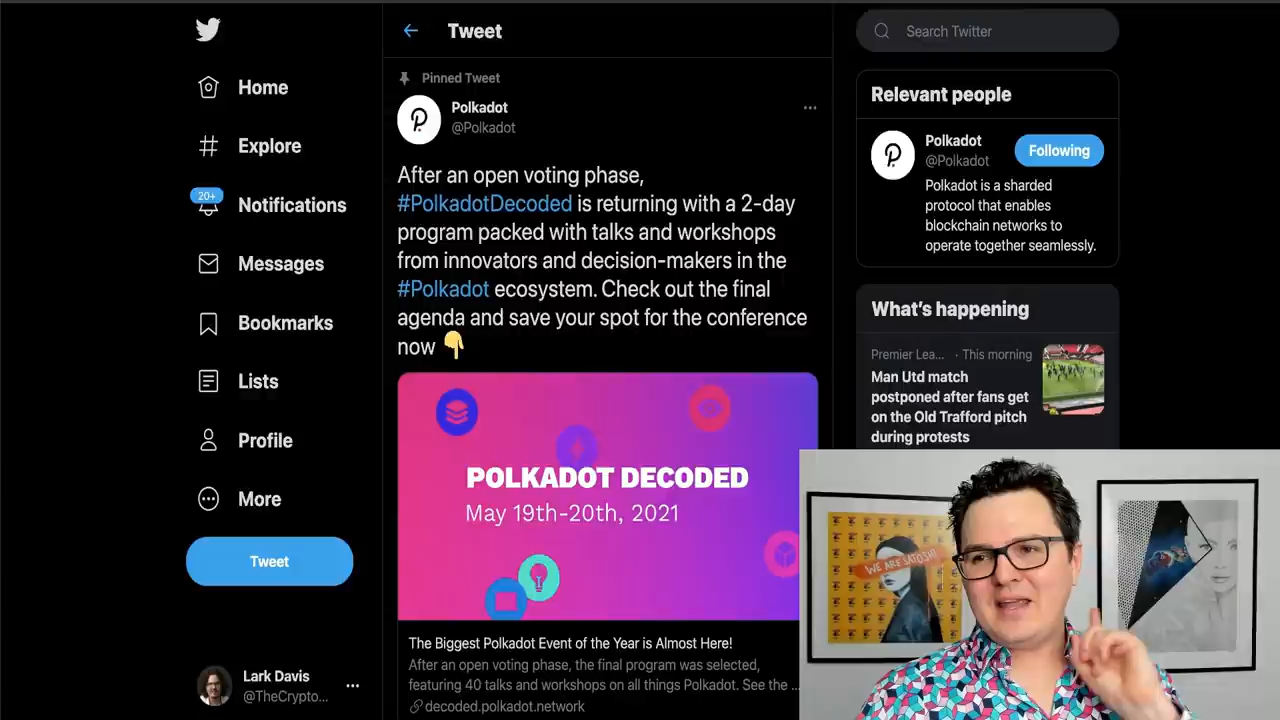 Home
Explore
20+
Notifications
Messages
Bookmarks
Lists
Profile
More
Tweet
Lark Davis
@TheCrypto...
Tweet
Pinned Tweet
Polkadot
@Polkadot
After an open voting phase,
#PolkadotDecoded is returning with a 2-day
program packed with talks and workshops
from innovators and decision-makers in the
#Polkadot ecosystem. Check out the final
agenda and save your spot for the conference
now 👇
POLKADOT DECODED
May 19th-20th, 2021
The Biggest Polkadot Event of the Year is Almost Here!
After an open voting phase, the final program was selected,
featuring 40 talks and workshops on all things Polkadot. See the ...
decoded.polkadot.network
Search Twitter
Relevant people
Polkadot
@Polkadot
Following
Polkadot is a sharded
protocol that enables
blockchain networks to
operate together seamlessly.
What's happening
Premier Lea... · This morning
Man Utd match
postponed after fans get
on the Old Trafford pitch
during protests
WE ARE SATOSHI